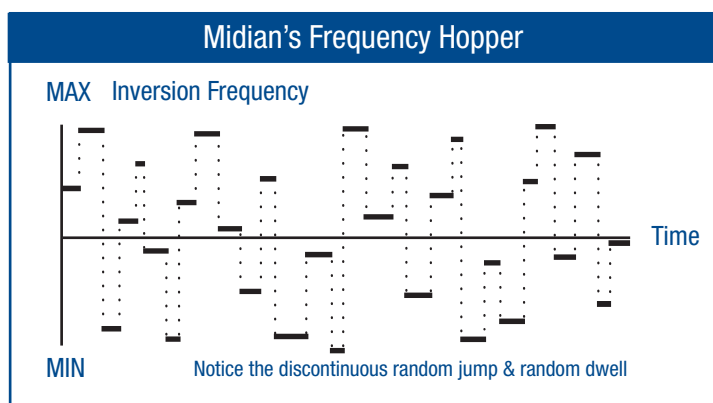 Midian's Frequency Hopper
MAX Inversion Frequency
Time
MIN
Notice the discontinuous random jump & random dwell